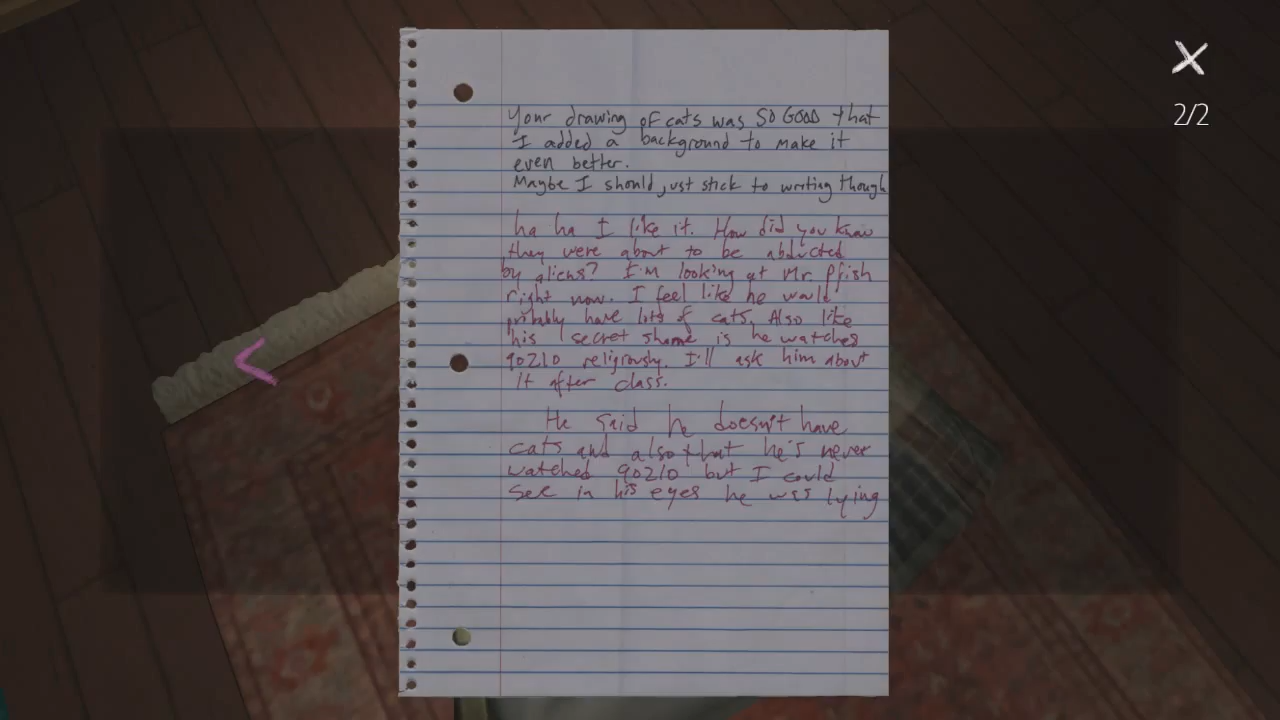 2/2
Your drawing of cats was SO GOOD that
I added a background to make it
even better.
Maybe I should just stick to writing though
ha ha I like it. How did you know
they were about to be abducted
by aliens? I'm looking at Mr. Pfish
right now. I feel like he would
probably have lots of cats. Also like
his secret shame is he watches
90210 religiously. I'll ask him about
it after class.
He said he doesn't have
cats and also that he's never
watched 90210 but I could
see in his eyes he was lying